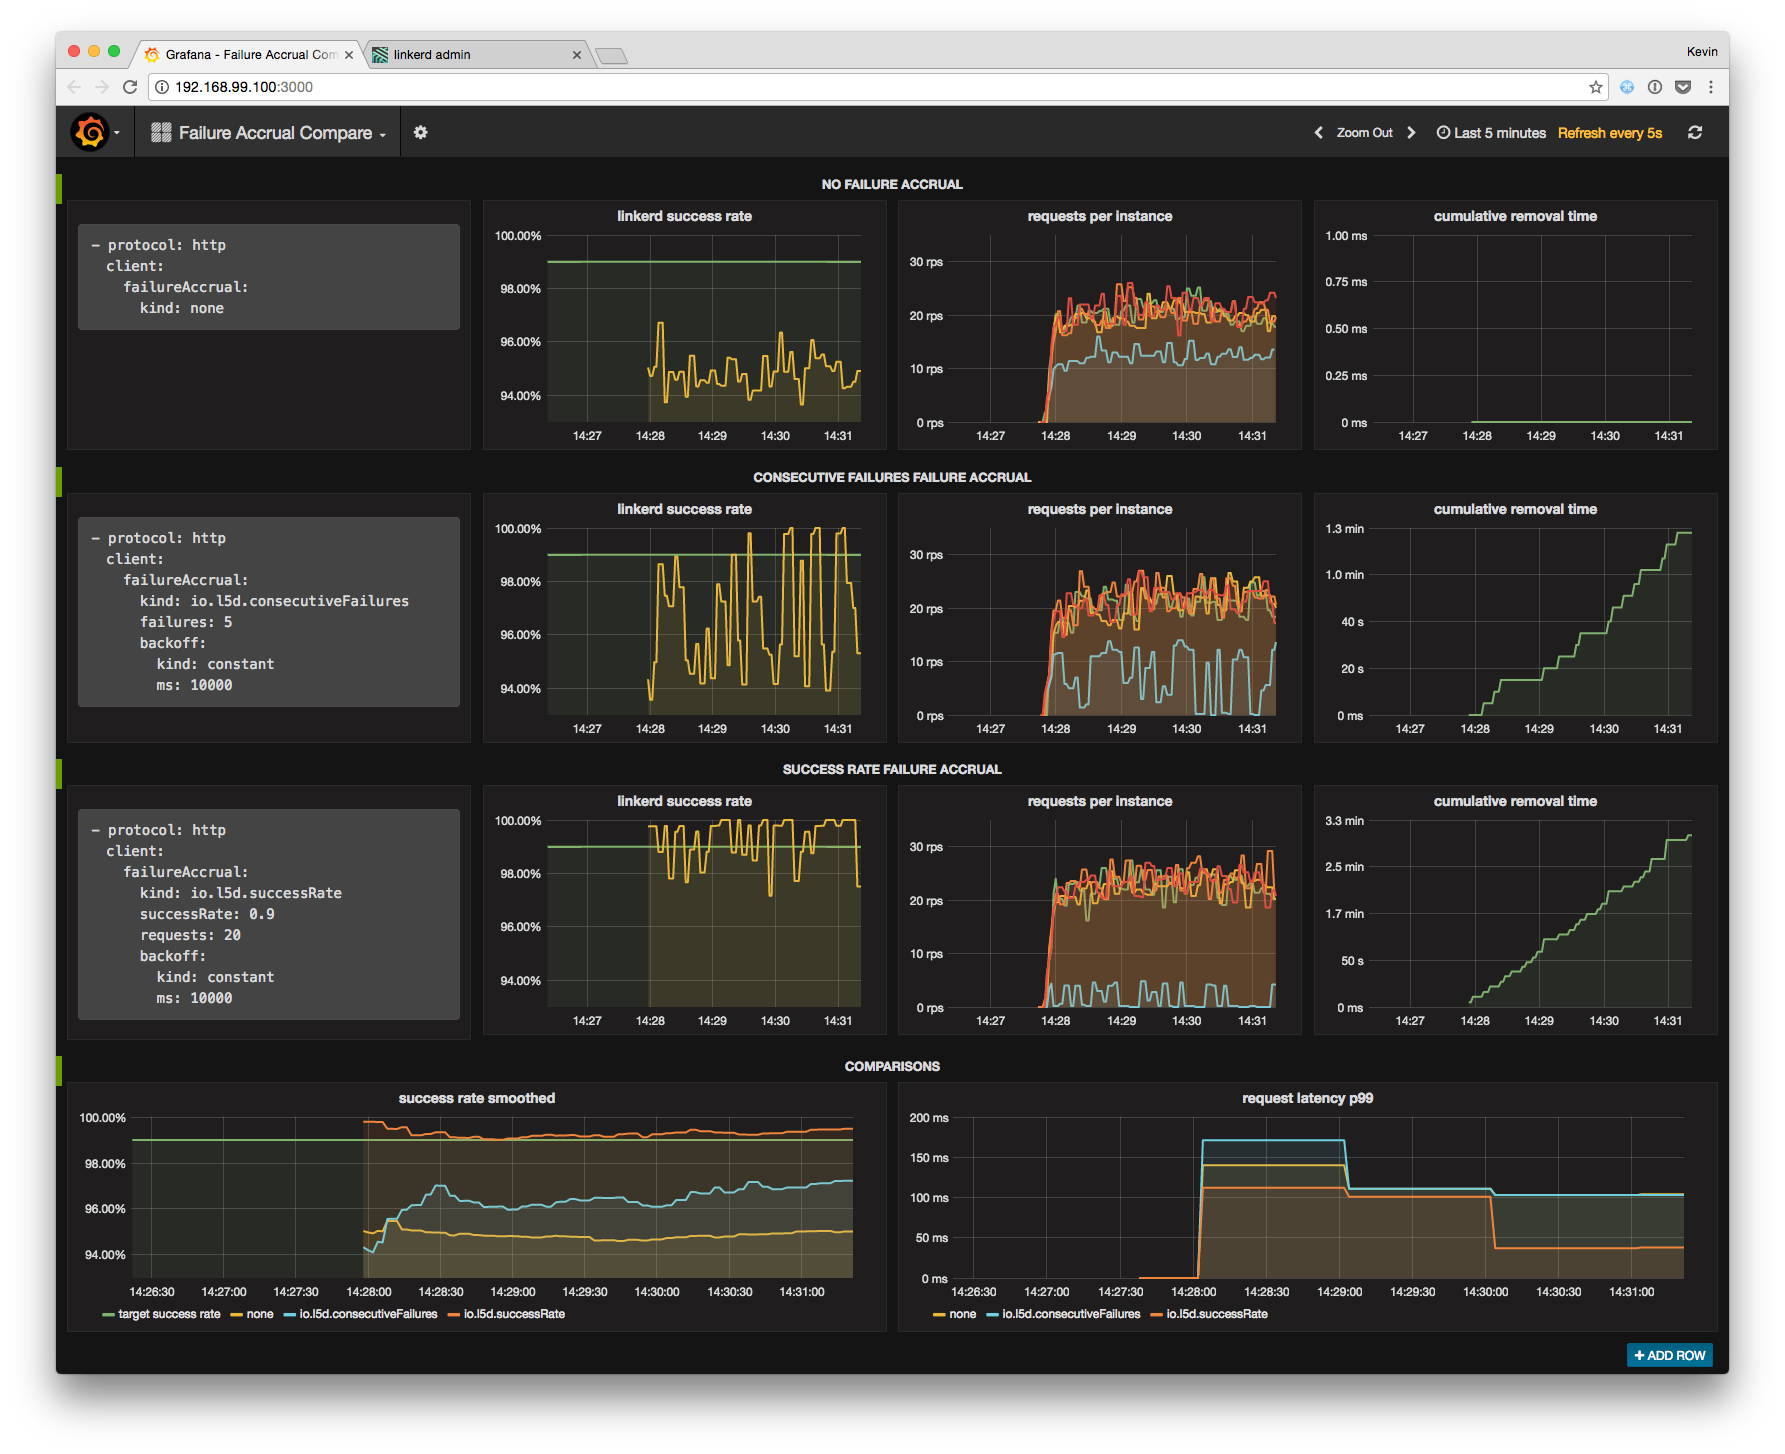 Grafana - Failure Accrual Com
linkerd admin
Kevin
192.168.99.100:3000
Failure Accrual Compare
Zoom Out
Last 5 minutes Refresh every 5s
NO FAILURE ACCRUAL
- protocol: http
client:
failureAccrual:
kind: none
linkerd success rate
100.00%
98.00%
96.00%
94.00%
14:27 14:28 14:29 14:30 14:31
requests per instance
30 rps
20 rps
10 rps
0 rps
14:27 14:28 14:29 14:30 14:31
cumulative removal time
1.00 ms
0.75 ms
0.50 ms
0.25 ms
0 ms
14:27 14:28 14:29 14:30 14:31
CONSECUTIVE FAILURES FAILURE ACCRUAL
- protocol: http
client:
failureAccrual:
kind: io.l5d.consecutiveFailures
failures: 5
backoff:
kind: constant
ms: 10000
linkerd success rate
100.00%
98.00%
96.00%
94.00%
14:27 14:28 14:29 14:30 14:31
requests per instance
30 rps
20 rps
10 rps
0 rps
14:27 14:28 14:29 14:30 14:31
cumulative removal time
1.3 min
1.0 min
40 s
20 s
0 ms
14:27 14:28 14:29 14:30 14:31
SUCCESS RATE FAILURE ACCRUAL
- protocol: http
client:
failureAccrual:
kind: io.l5d.successRate
successRate: 0.9
requests: 20
backoff:
kind: constant
ms: 10000
linkerd success rate
100.00%
98.00%
96.00%
94.00%
14:27 14:28 14:29 14:30 14:31
requests per instance
30 rps
20 rps
10 rps
0 rps
14:27 14:28 14:29 14:30 14:31
cumulative removal time
3.3 min
2.5 min
1.7 min
50 s
0 ms
14:27 14:28 14:29 14:30 14:31
COMPARISONS
success rate smoothed
100.00%
98.00%
96.00%
94.00%
14:26:30 14:27:00 14:27:30 14:28:00 14:28:30 14:29:00 14:29:30 14:30:00 14:30:30 14:31:00
target success rate none io.l5d.consecutiveFailures io.l5d.successRate
request latency p99
200 ms
150 ms
100 ms
50 ms
0 ms
14:26:30 14:27:00 14:27:30 14:28:00 14:28:30 14:29:00 14:29:30 14:30:00 14:30:30 14:31:00
none io.l5d.consecutiveFailures io.l5d.successRate
+ ADD ROW